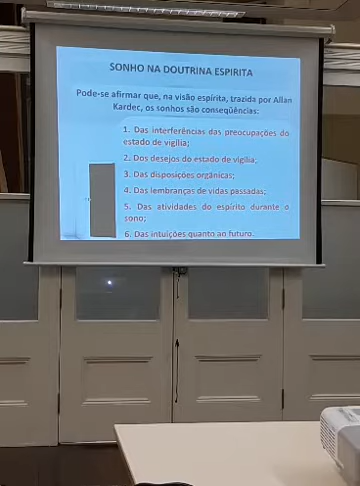 SONHO NA DOUTRINA ESPIRITA
Pode-se afirmar que, na visão espírita, trazida por Allan
Kardec, os sonhos são conseqüências:
1. Das interferências das preocupações do
estado de vigília;
2. Dos desejos do estado de vigília;
3. Das disposições orgânicas;
4. Das lembranças de vidas passadas;
5. Das atividades do espírito durante o
sono;
6. Das intuições quanto ao futuro.